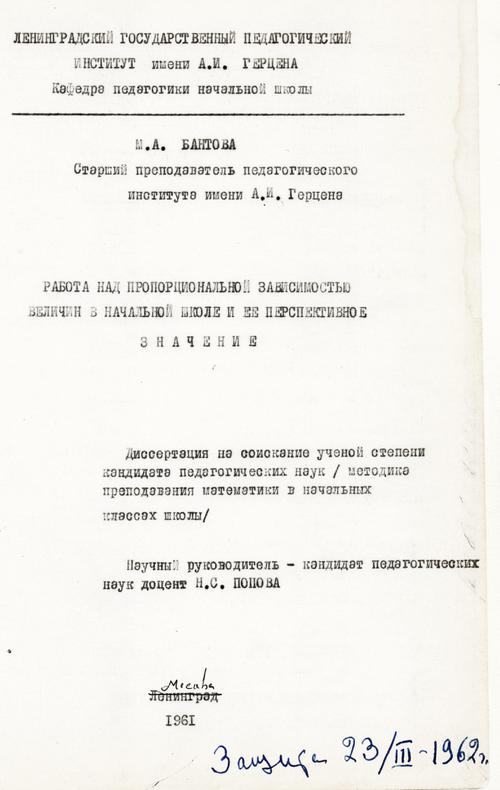 ЛЕНИНГРАДСКИЙ ГОСУДАРСТВЕННЫЙ ПЕДАГОГИЧЕСКИЙ
ИНСТИТУТ имени А.И. ГЕРЦЕНА
Кафедра педагогики начальной школы
М.А. БАНТОВА
Старший преподаватель педагогического
института имени А.И. Герцена
РАБОТА НАД ПРОПОРЦИОНАЛЬНОЙ ЗАВИСИМОСТЬЮ
ВЕЛИЧИН В НАЧАЛЬНОЙ ШКОЛЕ И ЕЕ ПЕРСПЕКТИВНОЕ
З Н А Ч Е Н И Е
Диссертация на соискание ученой степени
кандидата педагогических наук / методика
преподавания математики в начальных
классах школы/
Научный руководитель – кандидат педагогических
наук доцент Н.С. ПОПОВА
Москва
Ленинград
1961
Защита 23/III-1962г.